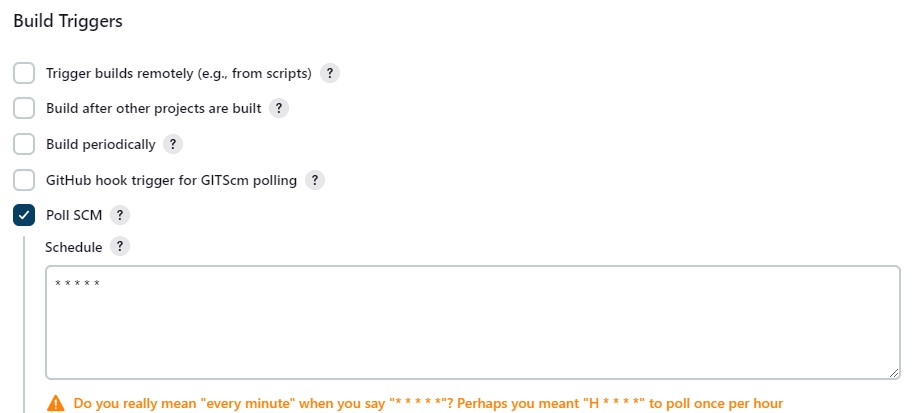 Build Triggers
Trigger builds remotely (e.g., from scripts) ?
Build after other projects are built ?
Build periodically ?
GitHub hook trigger for GITScm polling ?
Poll SCM ?
Schedule ?
* * * * *
Do you really mean "every minute" when you say "* * * * *"? Perhaps you meant "H * * * *" to poll once per hour